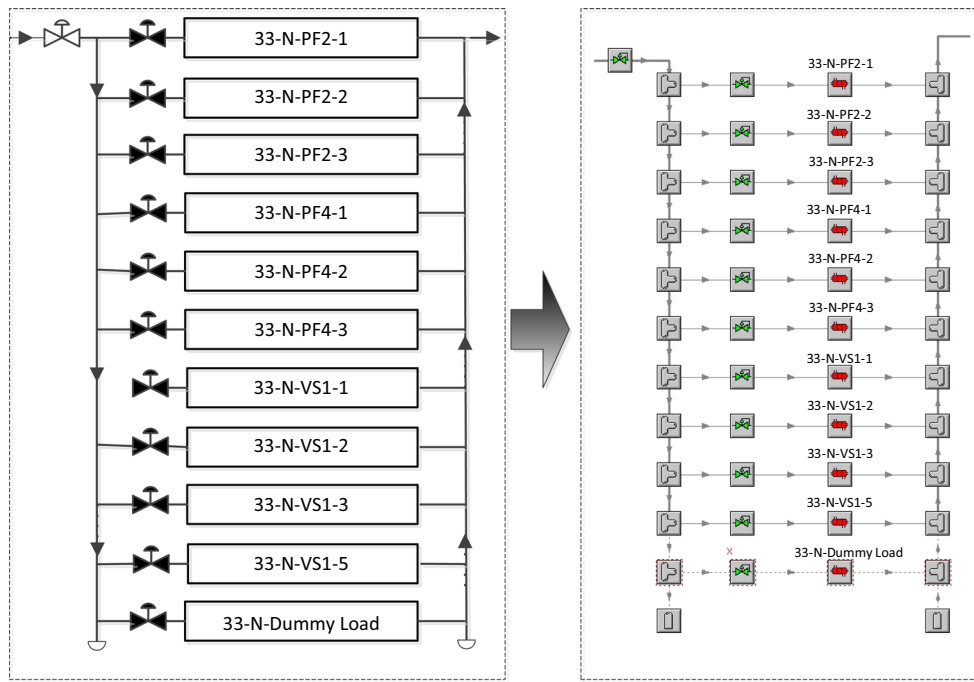 33-N-PF2-1
33-N-PF2-2
33-N-PF2-3
33-N-PF4-1
33-N-PF4-2
33-N-PF4-3
33-N-VS1-1
33-N-VS1-2
33-N-VS1-3
33-N-VS1-5
33-N-Dummy Load
33-N-PF2-1
33-N-PF2-2
33-N-PF2-3
33-N-PF4-1
33-N-PF4-2
33-N-PF4-3
33-N-VS1-1
33-N-VS1-2
33-N-VS1-3
33-N-VS1-5
33-N-Dummy Load
X